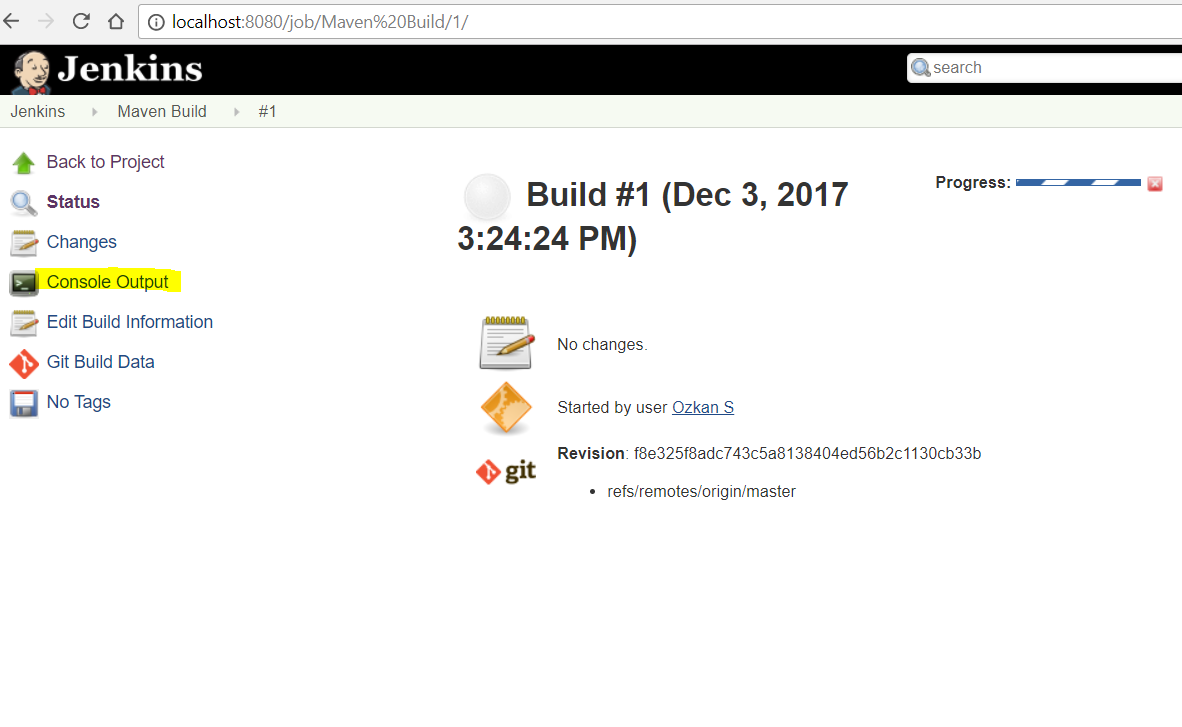 localhost:8080/job/Maven%20Build/1/
Jenkins
search
Jenkins
Maven Build
#1
Back to Project
Status
Changes
Console Output
Edit Build Information
Git Build Data
No Tags
Build #1 (Dec 3, 2017
3:24:24 PM)
Progress:
No changes.
Started by user Ozkan S
git
Revision: f8e325f8adc743c5a8138404ed56b2c1130cb33b
refs/remotes/origin/master